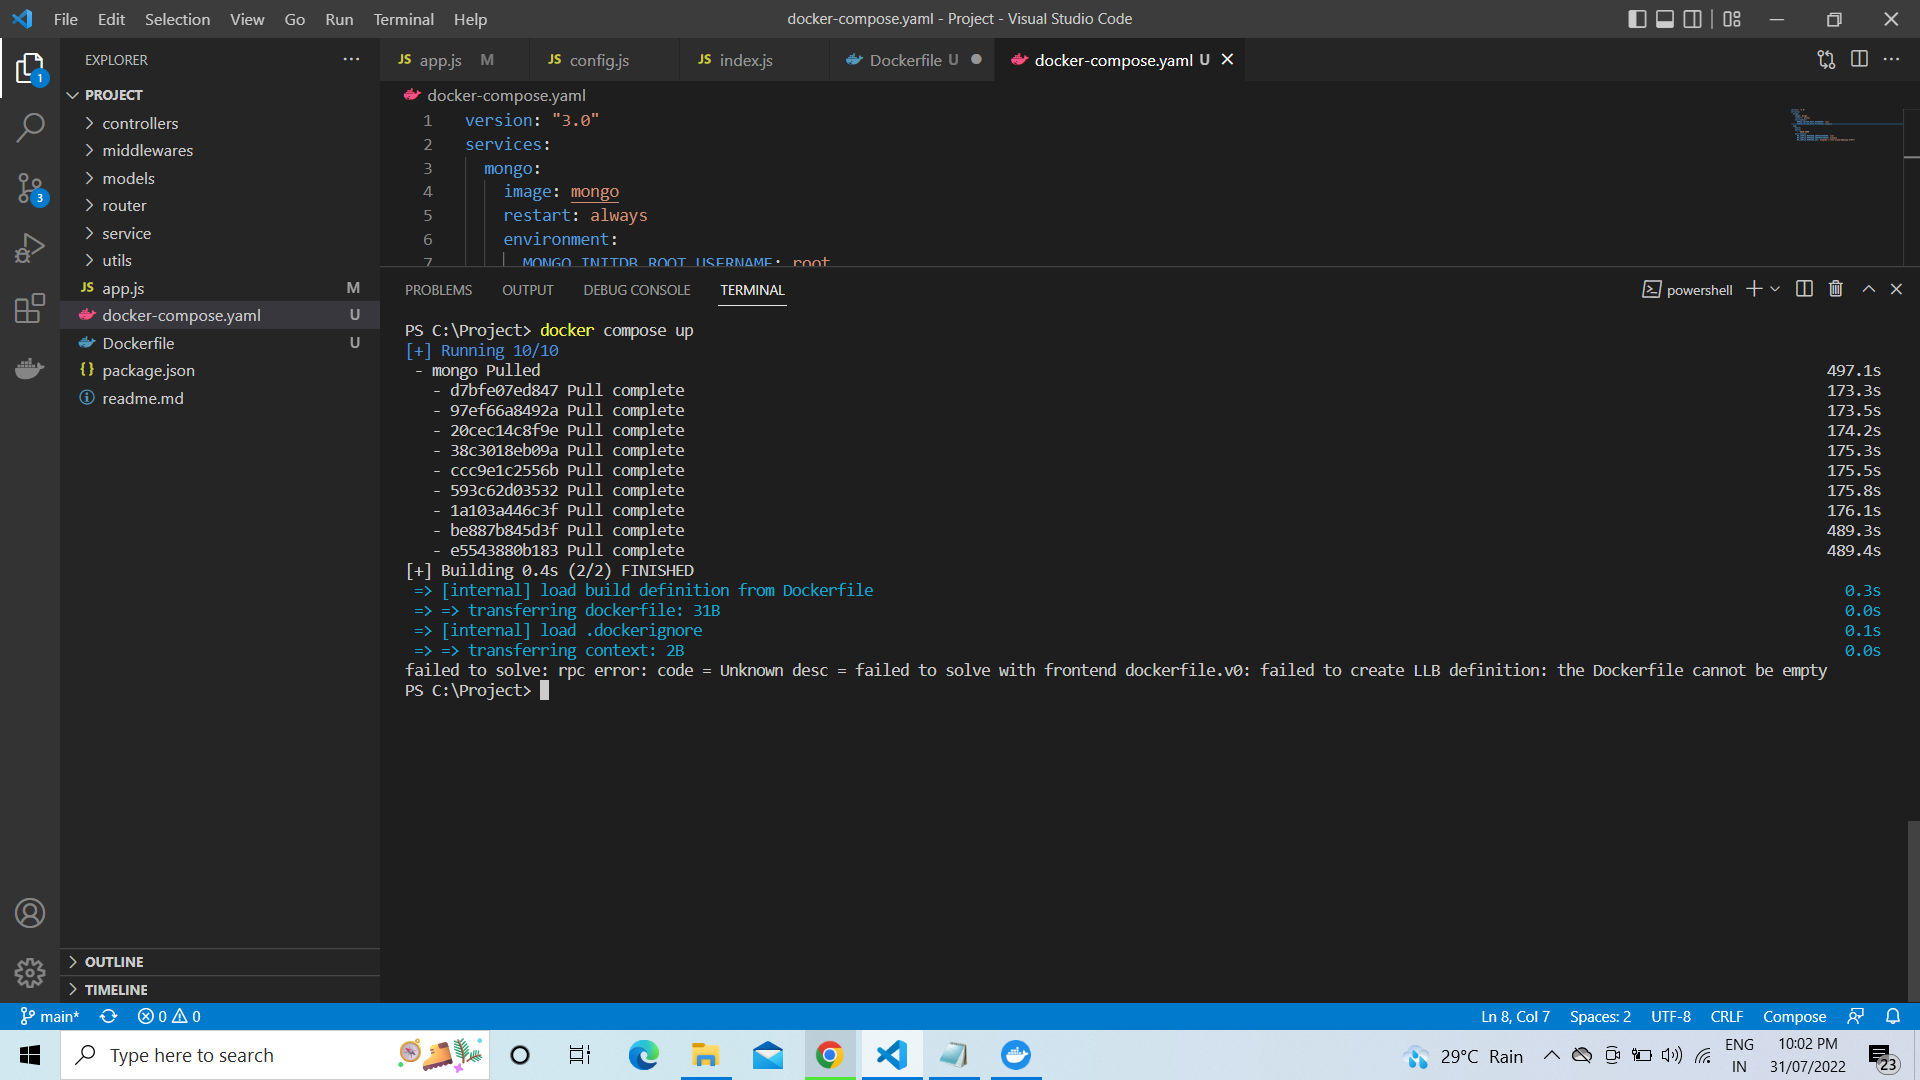 File Edit Selection View Go Run Terminal Help
docker-compose.yaml - Project - Visual Studio Code
EXPLORER
PROJECT
controllers
middlewares
models
router
service
utils
JS app.js M
docker-compose.yaml U
Dockerfile U
{} package.json
readme.md
OUTLINE
TIMELINE
1
3
JS app.js M
JS config.js
JS index.js
Dockerfile U
docker-compose.yaml U
docker-compose.yaml
1 version: "3.0"
2 services:
3 mongo:
4 image: mongo
5 restart: always
6 environment:
7 MONGO_INITDB_ROOT_USERNAME: root
PROBLEMS OUTPUT DEBUG CONSOLE TERMINAL
powershell
PS C:\Project> docker compose up
[+] Running 10/10
- mongo Pulled 497.1s
- d7bfe07ed847 Pull complete 173.3s
- 97ef66a8492a Pull complete 173.5s
- 20cec14c8f9e Pull complete 174.2s
- 38c3018eb09a Pull complete 175.3s
- ccc9e1c2556b Pull complete 175.5s
- 593c62d03532 Pull complete 175.8s
- 1a103a446c3f Pull complete 176.1s
- be887b845d3f Pull complete 489.3s
- e5543880b183 Pull complete 489.4s
[+] Building 0.4s (2/2) FINISHED
=> [internal] load build definition from Dockerfile 0.3s
=> => transferring dockerfile: 31B 0.0s
=> [internal] load .dockerignore 0.1s
=> => transferring context: 2B 0.0s
failed to solve: rpc error: code = Unknown desc = failed to solve with frontend dockerfile.v0: failed to create LLB definition: the Dockerfile cannot be empty
PS C:\Project>
main* 0 0
Ln 8, Col 7 Spaces: 2 UTF-8 CRLF Compose
Type here to search
29°C Rain
ENG
IN
10:02 PM
31/07/2022
23